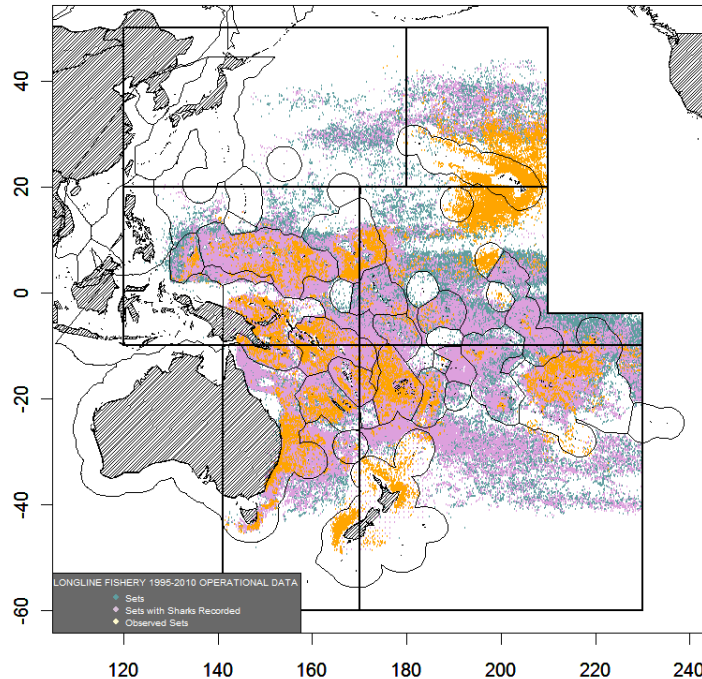 40
20
0
-20
-40
-60
LONGLINE FISHERY 1995-2010 OPERATIONAL DATA
Sets
Sets with Sharks Recorded
Observed Sets
120 140 160 180 200 220 240